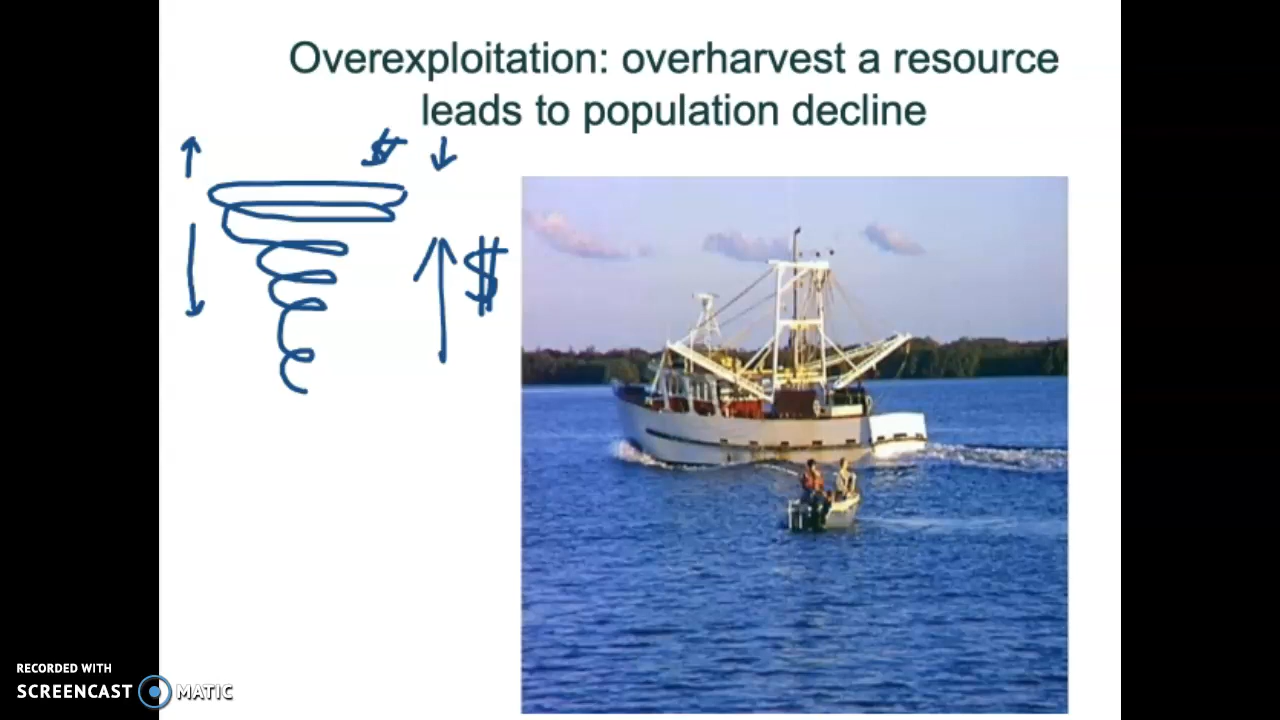 Overexploitation: overharvest a resource
leads to population decline
$
$
RECORDED WITH
SCREENCAST MATIC